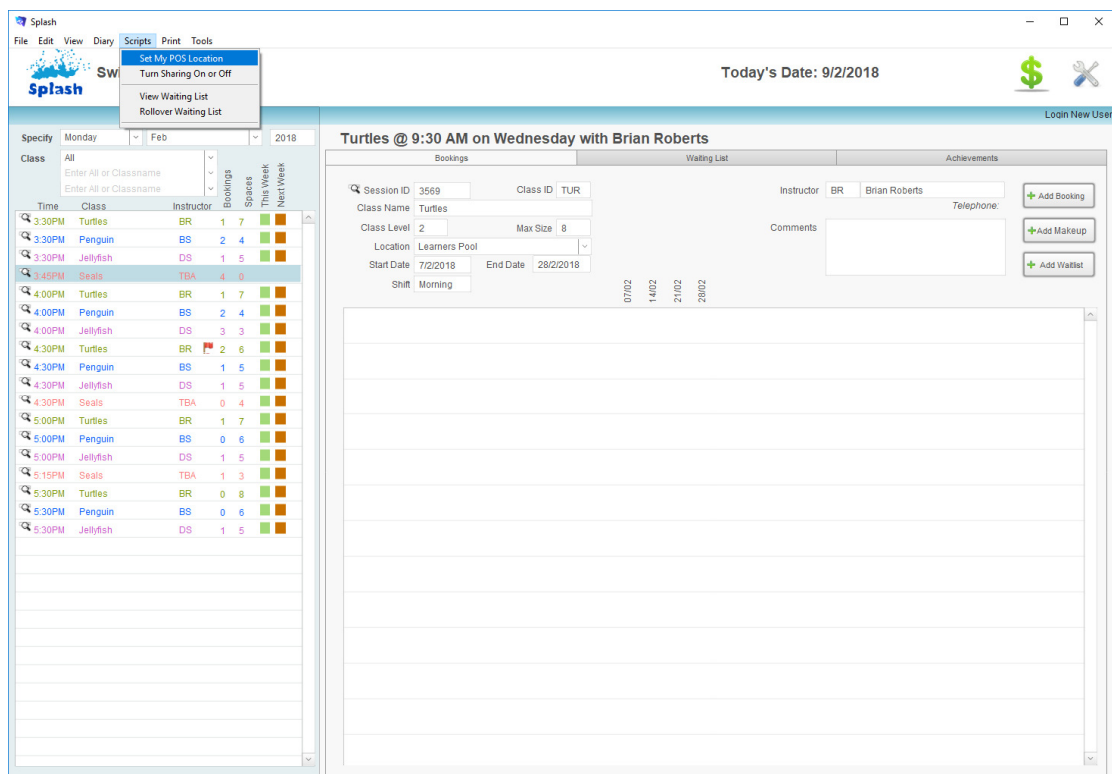 Splash
File Edit View Diary Scripts Print Tools
Set My POS Location
Turn Sharing On or Off
View Waiting List
Rollover Waiting List
Splash
Sw
Today's Date: 9/2/2018
Login New User
Specify Monday Feb 2018
Class All
Enter All or Classname
Enter All or Classname
Time Class Instructor Bookings Spaces This Week Next Week
3:30PM Turtles BR 1 7
3:30PM Penguin BS 2 4
3:30PM Jellyfish DS 1 5
3:45PM Seals TBA 4 0
4:00PM Turtles BR 1 7
4:00PM Penguin BS 2 4
4:00PM Jellyfish DS 3 3
4:30PM Turtles BR 2 6
4:30PM Penguin BS 1 5
4:30PM Jellyfish DS 1 5
4:30PM Seals TBA 0 4
5:00PM Turtles BR 1 7
5:00PM Penguin BS 0 6
5:00PM Jellyfish DS 1 5
5:15PM Seals TBA 1 3
5:30PM Turtles BR 0 8
5:30PM Penguin BS 0 6
5:30PM Jellyfish DS 1 5
Turtles @ 9:30 AM on Wednesday with Brian Roberts
Bookings Waiting List Achievements
Session ID 3569 Class ID TUR Instructor BR Brian Roberts
+ Add Booking
Class Name Turtles Telephone:
Class Level 2 Max Size 8 Comments
+Add Makeup
Location Learners Pool
Start Date 7/2/2018 End Date 28/2/2018
+ Add Waitlist
Shift Morning
07/02 14/02 21/02 28/02